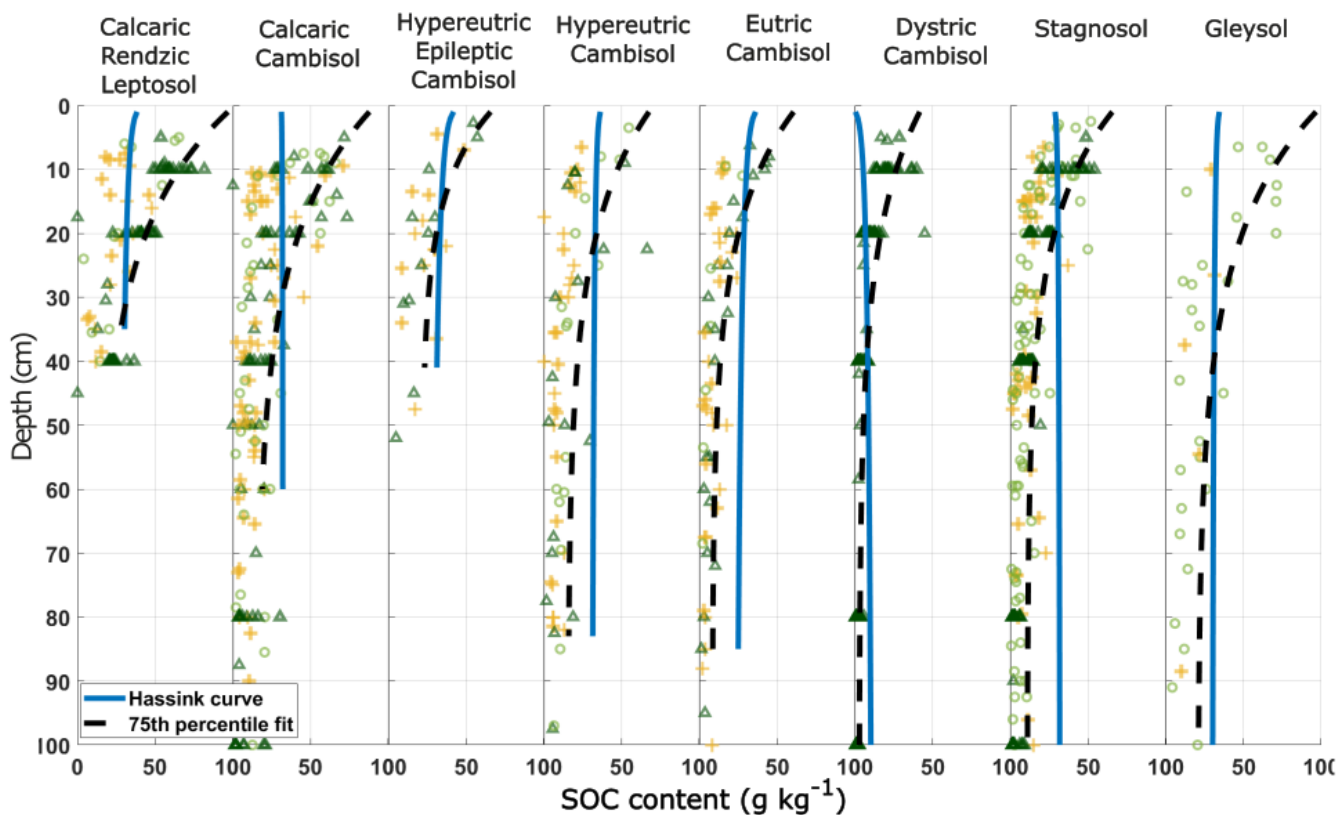 Calcaric
Rendzic
Leptosol
Calcaric
Cambisol
Hypereutric
Epileptic
Cambisol
Hypereutric
Cambisol
Eutric
Cambisol
Dystric
Cambisol
Stagnosol
Gleysol
0
10
20
30
40
50
60
70
80
90
100
Depth (cm)
Hassink curve
75th percentile fit
0 50 100 50 100 50 100 50 100 50 100 50 100 50 100 50 100
SOC content (g kg⁻¹)